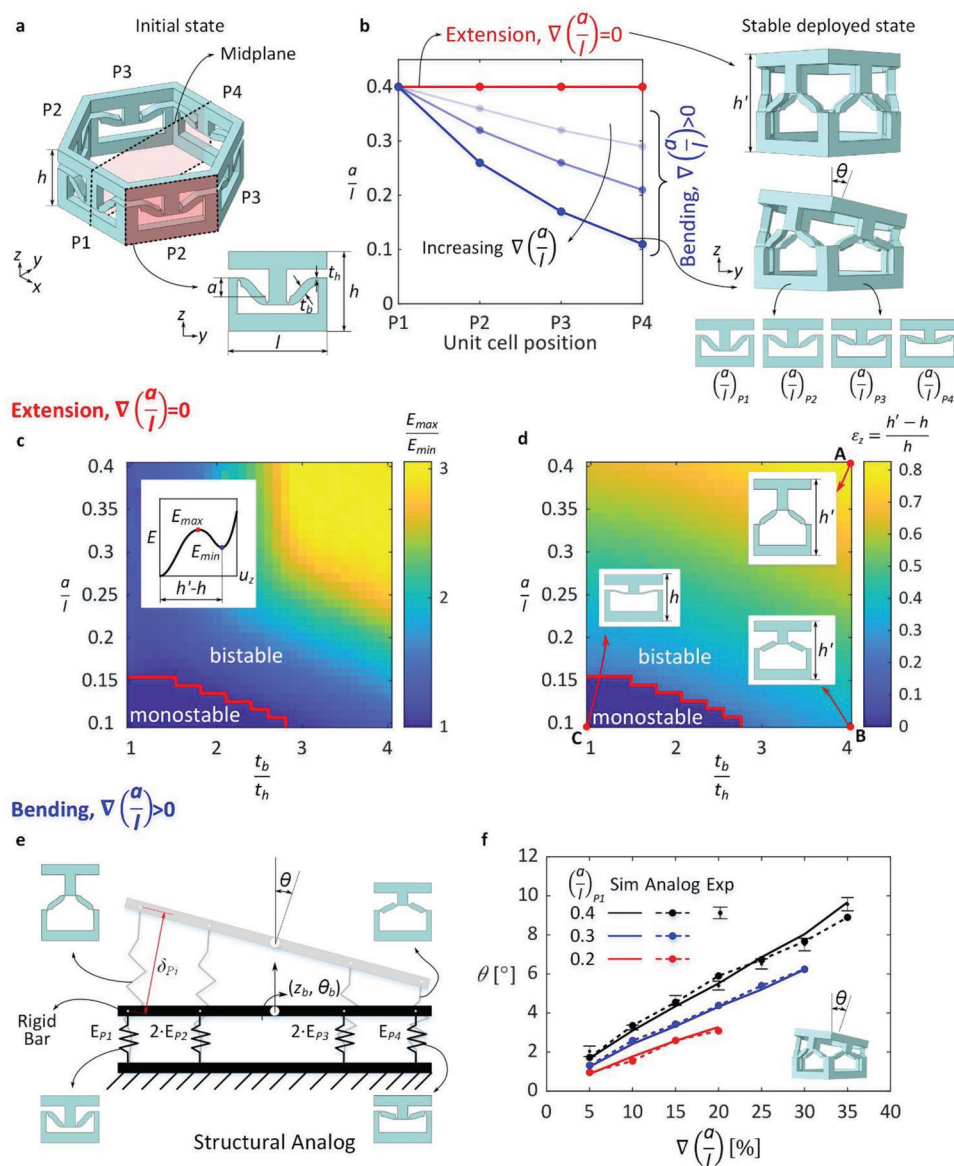 a
Initial state
Midplane
P3
P4
P2
h
P3
P1
P2
z
y
x
a
t_h
h
t_b
z
y
l
b
Extension, ∇(a/l)=0
Stable deployed state
0.4
0.3
a/l
0.2
0.1
0
Increasing ∇(a/l)
Bending, ∇(a/l)>0
P1 P2 P3 P4
Unit cell position
h'
θ
z
y
(a/l)_P1 (a/l)_P2 (a/l)_P3 (a/l)_P4
Extension, ∇(a/l)=0
c
E_max/E_min
0.4
0.35
0.3
a/l
0.25
0.2
0.15
0.1
E
E_max
E_min
u_z
h'-h
bistable
monostable
1 2 3 4
t_b/t_h
3
2
1
d
ε_z = (h' − h)/h
A
0.4
0.35
0.3
a/l
0.25
0.2
0.15
0.1
h'
h
h'
bistable
monostable
C
B
1 2 3 4
t_b/t_h
0.8
0.7
0.6
0.5
0.4
0.3
0.2
0.1
0
Bending, ∇(a/l)>0
e
θ
δ_P1
(z_b, θ_b)
Rigid
Bar
E_P1 2·E_P2 2·E_P3 E_P4
Structural Analog
f
12
10
8
6
θ [°]
4
2
0
(a/l)_P1 Sim Analog Exp
0.4
0.3
0.2
θ
0 5 10 15 20 25 30 35 40
∇(a/l) [%]